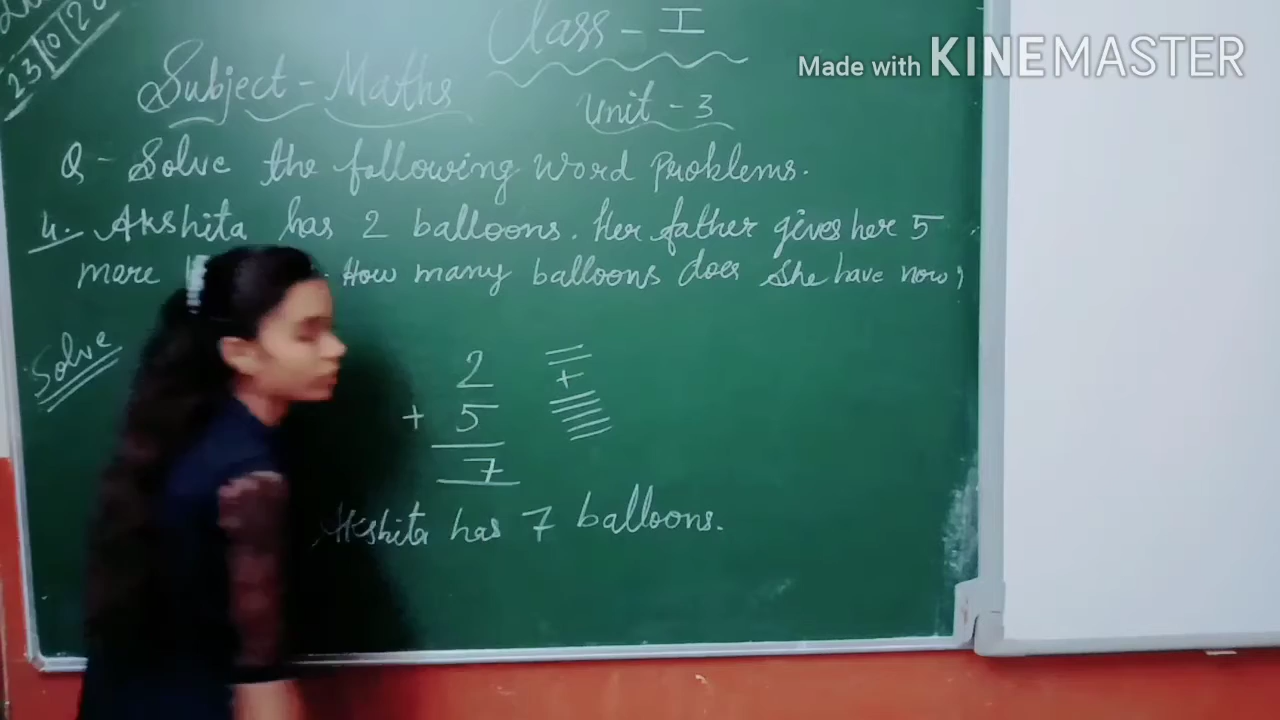 Class - I
23/10/20
Made with KINEMASTER
Subject - Maths
Unit - 3
Q - Solve the following word problems.
4. Akshita has 2 balloons. Her father gives her 5
more . How many balloons does she have now?
Solve
2
+
+ 5
7
Akshita has 7 balloons.